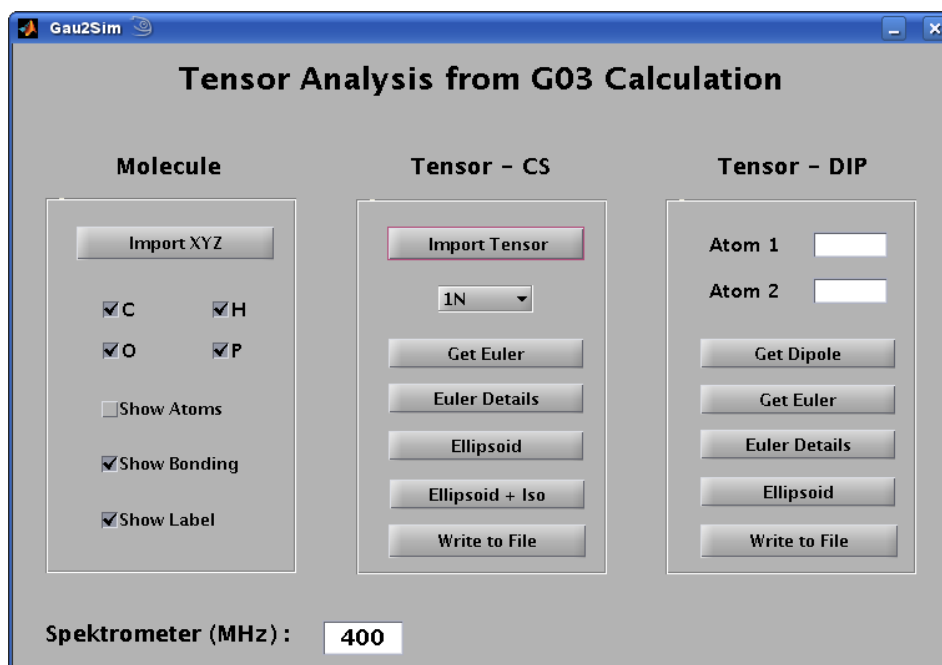 Gau2Sim
Tensor Analysis from G03 Calculation
Molecule
Import XYZ
C
H
O
P
Show Atoms
Show Bonding
Show Label
Tensor - CS
Import Tensor
1N
Get Euler
Euler Details
Ellipsoid
Ellipsoid + Iso
Write to File
Tensor - DIP
Atom 1
Atom 2
Get Dipole
Get Euler
Euler Details
Ellipsoid
Write to File
Spektrometer (MHz) : 400